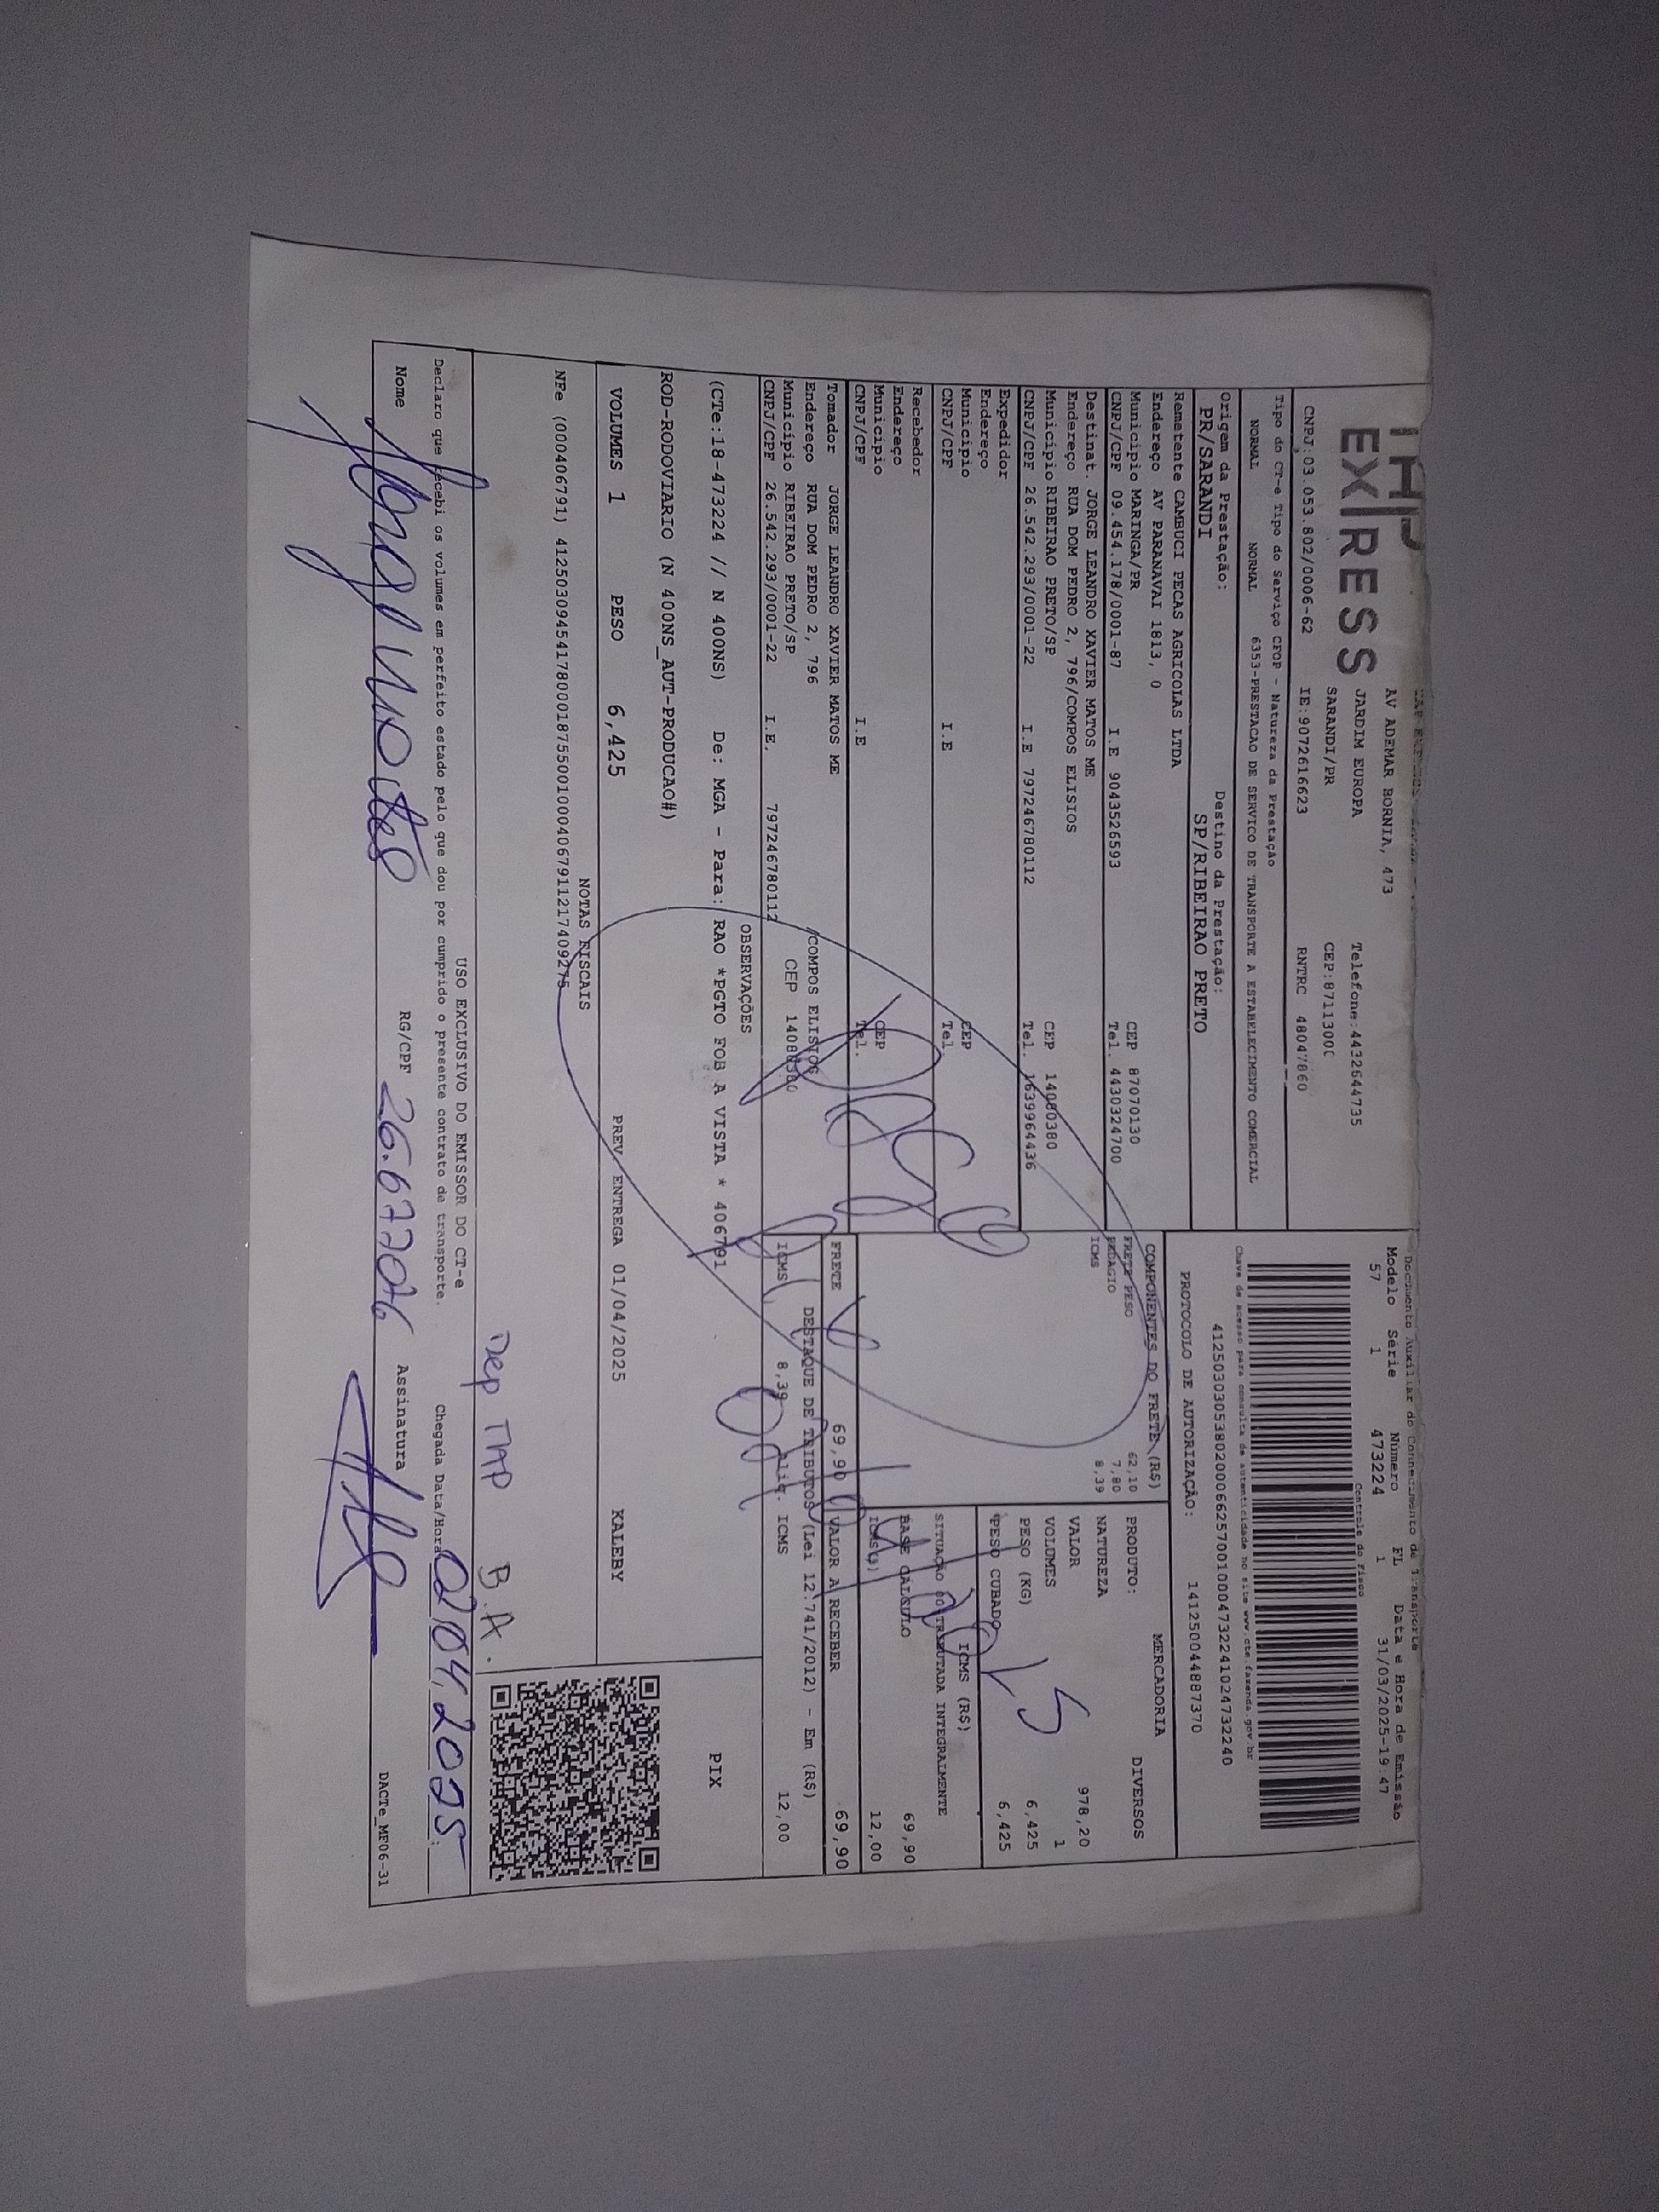 EXPRESS
AV ADEMAR BORNIA, 473
JARDIM EUROPA Telefone:4432644735
SARANDI/PR CEP:8711300
CNPJ:03.053.802/0006-62 IE:9072616623 RNTRC 48047860
Tipo do CT-e Tipo do Serviço CFOP - Natureza da Prestação
NORMAL NORMAL 6353-PRESTACAO DE SERVICO DE TRANSPORTE A ESTABELECIMENTO COMERCIAL
Origem da Prestação: Destino da Prestação:
PR/SARANDI SP/RIBEIRAO PRETO
Remetente CAMBUCI PECAS AGRICOLAS LTDA
Endereço AV PARANAVAI 1813, 0
Município MARINGA/PR CEP 87070130
CNPJ/CPF 09.454.178/0001-87 I.E 9043526593 Tel. 4430324700
Destinat. JORGE LEANDRO XAVIER MATOS ME
Endereço RUA DOM PEDRO 2, 796/COMPOS ELISIOS
Município RIBEIRAO PRETO/SP CEP 14080380
CNPJ/CPF 26.542.293/0001-22 I.E 797246780112 Tel. 1639964436
Expedidor
Endereço
Município CEP
CNPJ/CPF I.E Tel
Recebedor
Endereço
Município CEP
CNPJ/CPF I.E Tel.
Tomador JORGE LEANDRO XAVIER MATOS ME
Endereço RUA DOM PEDRO 2, 796 /COMPOS ELISIOS
Município RIBEIRAO PRETO/SP CEP 14080380
CNPJ/CPF 26.542.293/0001-22 I.E. 797246780112
Documento Auxiliar do Conhecimento de Transporte
Modelo Série Número FL Data e Hora de Emissão
57 1 473224 1 31/03/2025-19.47
Controle do Fisco
Chave de acesso para consulta de autenticidade no site www.cte.fazenda.gov.br
41250303053802000662570010004732241024732240
PROTOCOLO DE AUTORIZAÇÃO: 141250044887370
COMPONENTES DO FRETE (R$)
FRETE PESO 62,10
PEDAGIO 7,80
ICMS 8,39
MERCADORIA
PRODUTO: DIVERSOS
NATUREZA
VALOR 978,20
VOLUMES 1
PESO (KG) 6,425
PESO CUBADO 6,425
ICMS (R$)
SITUAÇÃO TRIBUTADA INTEGRALMENTE
BASE CALCULO 69,90
12,00
FRETE 69,90 VALOR A RECEBER 69,90
DESTAQUE DE TRIBUTOS (Lei 12.741/2012) - Em (R$)
ICMS 8,39 Aliq. ICMS 12,00
OBSERVAÇÕES
(CTe:18-473224 // N 400NS) De: MGA - Para: RAO *PGTO FOB A VISTA * 406791
ROD-RODOVIARIO (N 400NS_AUT-PRODUCAO#)
PIX
VOLUMES 1 PESO 6,425 PREV. ENTREGA 01/04/2025 KALEBY
NOTAS FISCAIS
NFe (000406791) 41250309454178000187550010004067911217409275
Dep TAP B.A.
USO EXCLUSIVO DO EMISSOR DO CT-e
Declaro que recebi os volumes em perfeito estado pelo que dou por cumprido o presente contrato de transporte. Chegada Data/Hora 02/04/2025
Nome RG/CPF 26.677.076 Assinatura
DACTe_MF06-31